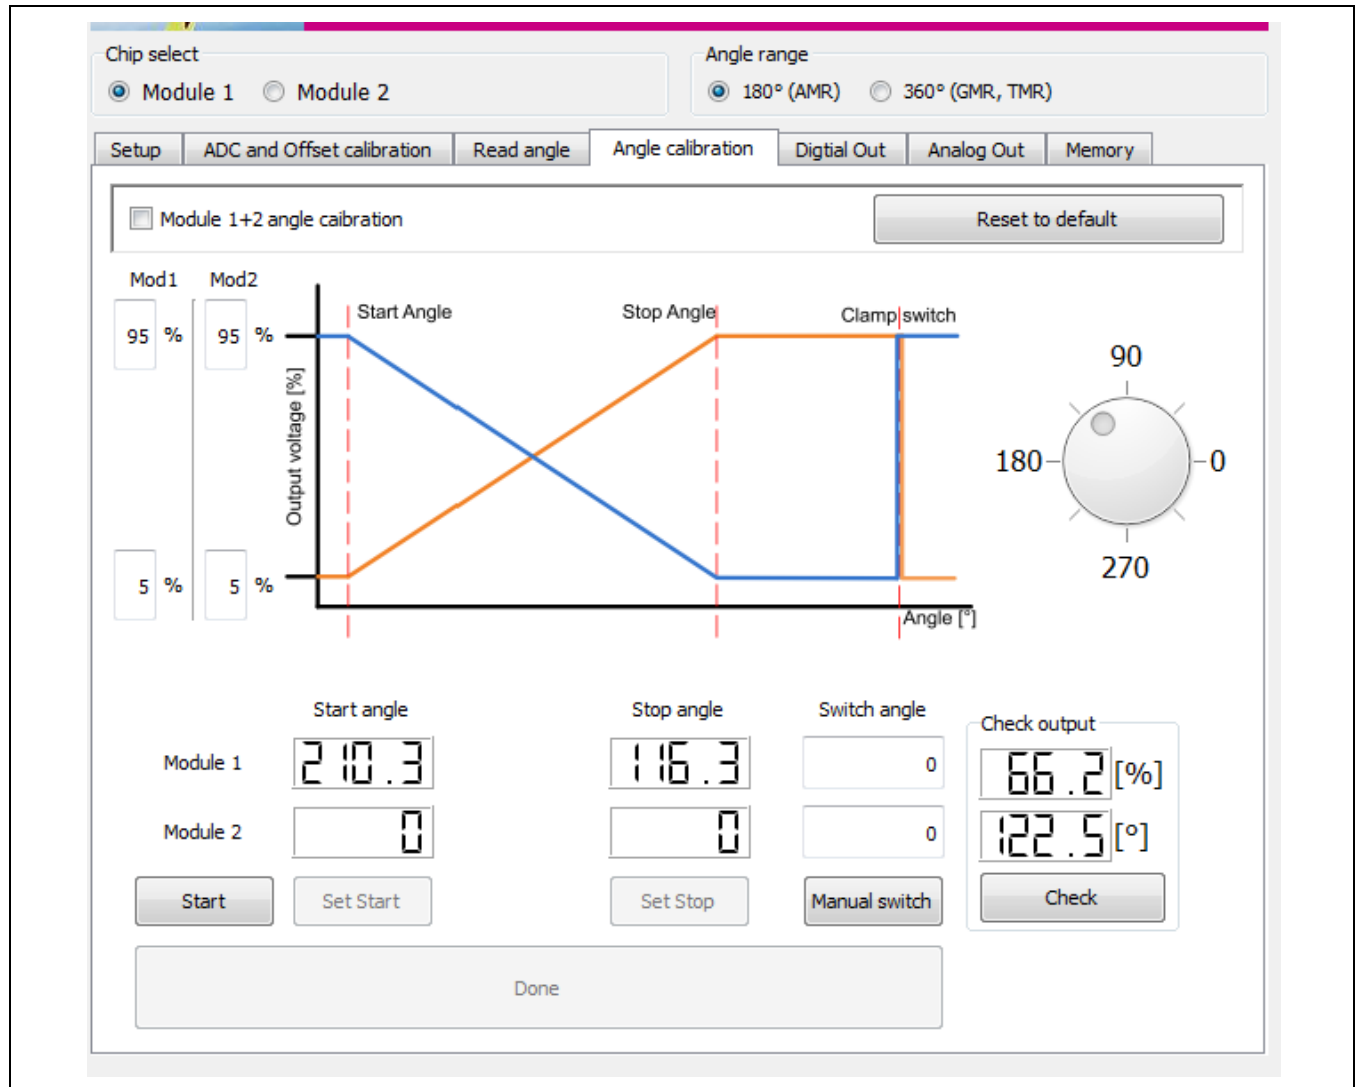 Chip select
Angle range
Module 1 Module 2
180° (AMR) 360° (GMR, TMR)
Setup ADC and Offset calibration Read angle Angle calibration Digtial Out Analog Out Memory
Module 1+2 angle caibration
Reset to default
Mod1 Mod2
95 % 95 %
5 % 5 %
Output voltage [%]
Start Angle
Stop Angle
Clamp switch
Angle [°]
90
180
0
270
Start angle Stop angle Switch angle
Check output
Module 1 210.3 116.3 0
66.2 [%]
Module 2 0 0 0
122.5 [°]
Start Set Start Set Stop Manual switch Check
Done